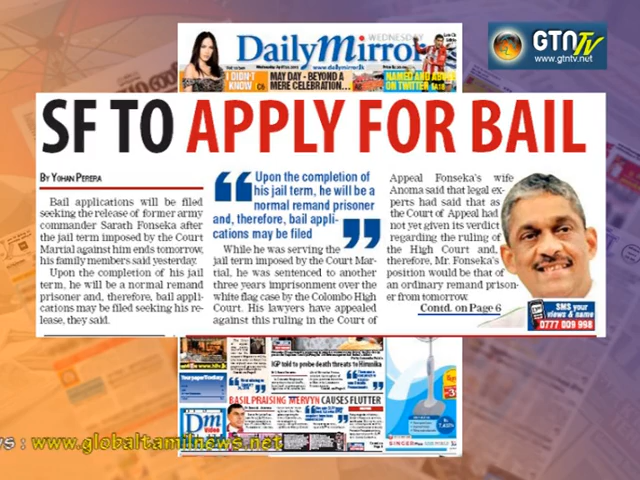 WEDNESDAY
DailyMirror
www.dailymirror.lk
I DIDN'T
KNOW C6
MAY DAY - BEYOND A
MERE CELEBRATION...
NAMED AND
ON TWITTER A18
GTN TV
www.gtntv.net
SF TO APPLY FOR BAIL
BY YOHAN PERERA
Bail applications will be filed
seeking the release of former army
commander Sarath Fonseka after
the jail term imposed by the Court
Martial against him ends tomorrow,
his family members said yesterday.
Upon the completion of his jail
term, he will be a normal remand
prisoner and, therefore, bail appli-
cations may be filed seeking his re-
lease, they said.
Upon the completion of
his jail term, he will be a
normal remand prisoner
and, therefore, bail appli-
cations may be filed
While he was serving the
jail term imposed by the Court Mar-
tial, he was sentenced to another
three years imprisonment over the
white flag case by the Colombo High
Court. His lawyers have appealed
against this ruling in the Court of
Appeal Fonseka's wife
Anoma said that legal ex-
perts had said that as
the Court of Appeal had
not yet given its verdict
regarding the ruling of
the High Court and,
therefore, Mr. Fonseka's
position would be that of
an ordinary remand prison-
er from tomorrow.
Contd. on Page 6
SMS your
views & name
0777 009 998
IGP told to probe death threats to Hirunika
BASIL PRAISING MERVYN CAUSES FLUTTER
Dm
VIDEO
SINGER
s : www.globaltamilnews.net